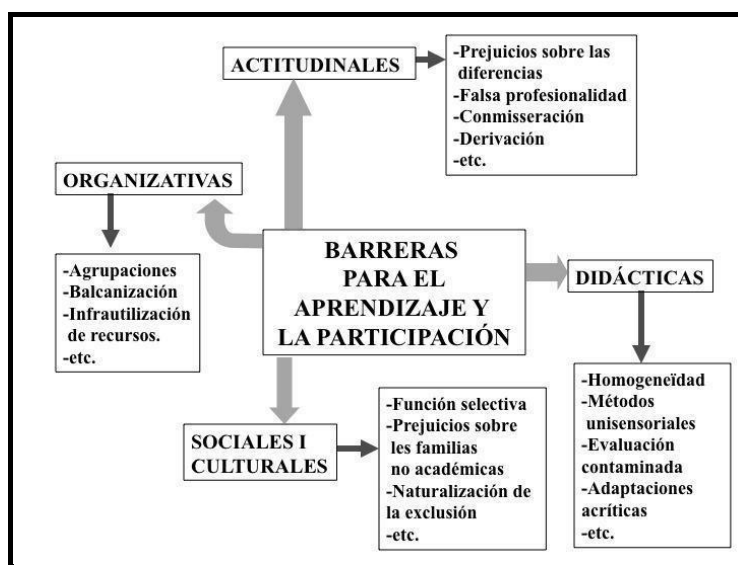 ACTITUDINALES
-Prejuicios sobre las
diferencias
-Falsa profesionalidad
-Conmisseración
-Derivación
-etc.
ORGANIZATIVAS
-Agrupaciones
-Balcanización
-Infrautilización
de recursos.
-etc.
BARRERAS
PARA EL
APRENDIZAJE Y
LA PARTICIPACIÓN
DIDÁCTICAS
-Homogeneïdad
-Métodos
unisensoriales
-Evaluación
contaminada
-Adaptaciones
acríticas
-etc.
SOCIALES I
CULTURALES
-Función selectiva
-Prejuicios sobre
les familias
no académicas
-Naturalización de
la exclusión
-etc.